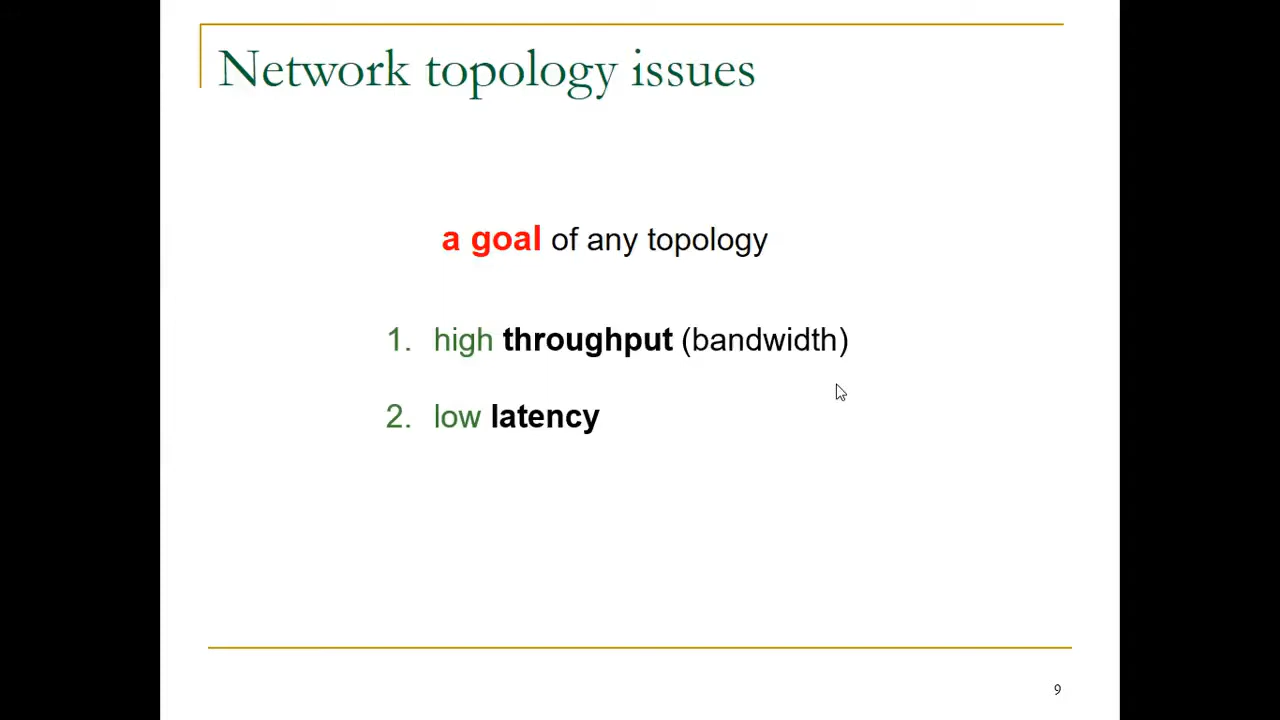 Network topology issues
a goal of any topology
1. high throughput (bandwidth)
2. low latency
9